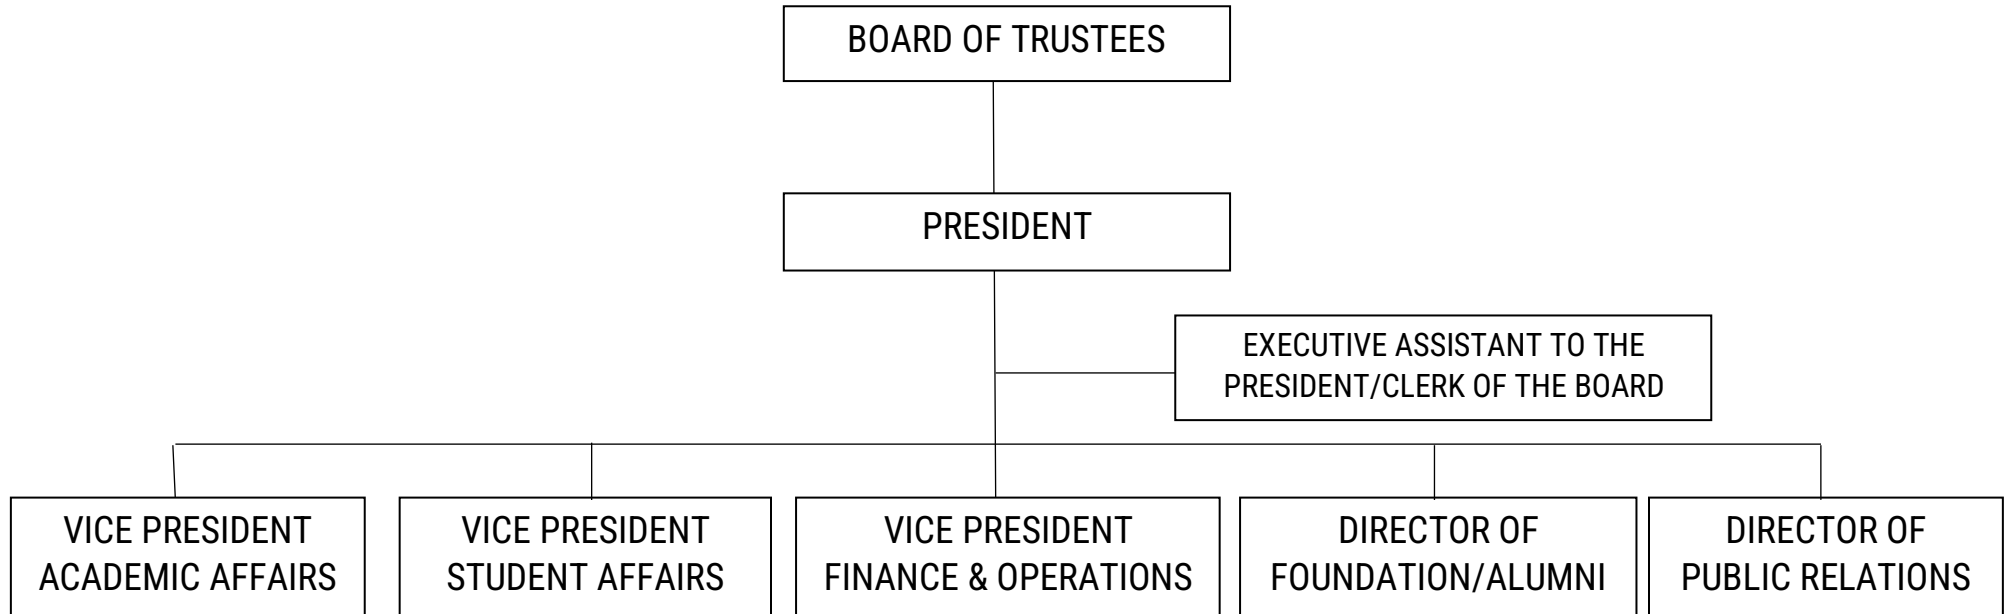 BOARD OF TRUSTEES
PRESIDENT
EXECUTIVE ASSISTANT TO THE
PRESIDENT/CLERK OF THE BOARD
VICE PRESIDENT
ACADEMIC AFFAIRS
VICE PRESIDENT
STUDENT AFFAIRS
VICE PRESIDENT
FINANCE & OPERATIONS
DIRECTOR OF
FOUNDATION/ALUMNI
DIRECTOR OF
PUBLIC RELATIONS